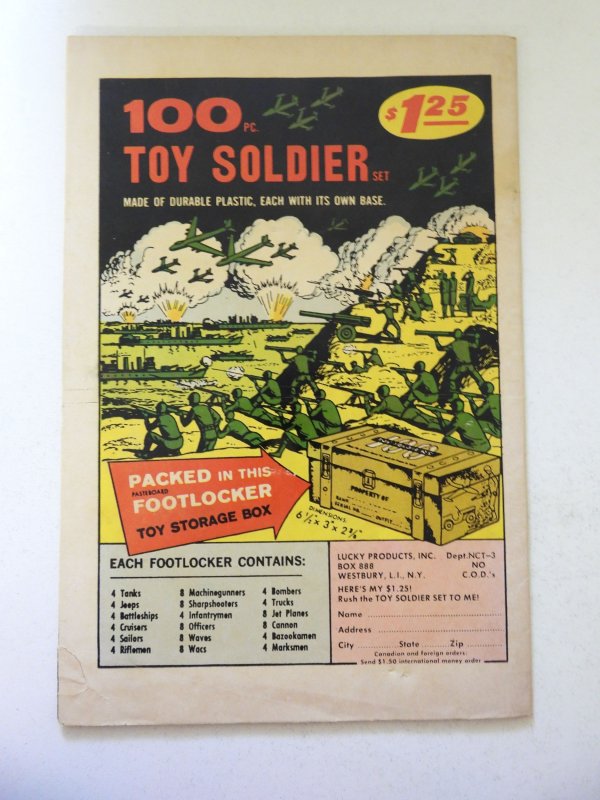 100 PC.
$1 25
TOY SOLDIER SET
MADE OF DURABLE PLASTIC, EACH WITH ITS OWN BASE.
PACKED IN THIS
PASTEBOARD
FOOTLOCKER
TOY STORAGE BOX
PROPERTY OF
NAME
SERIAL NO. OUTFIT
DIMENSIONS:
EACH FOOTLOCKER CONTAINS:
4 Tanks
4 Jeeps
4 Battleships
4 Cruisers
4 Sailors
4 Riflemen
8 Machinegunners
8 Sharpshooters
4 Infantrymen
8 Officers
8 Waves
8 Wacs
4 Bombers
4 Trucks
8 Jet Planes
8 Cannon
4 Bazookamen
4 Marksmen
LUCKY PRODUCTS, INC. Dept.NCT-3
BOX 888 NO
WESTBURY, L.I., N.Y. C.O.D.'s
HERE'S MY $1.25!
Rush the TOY SOLDIER SET TO ME!
Name
Address
City State Zip
Canadian and foreign orders:
Send $1.50 international money order